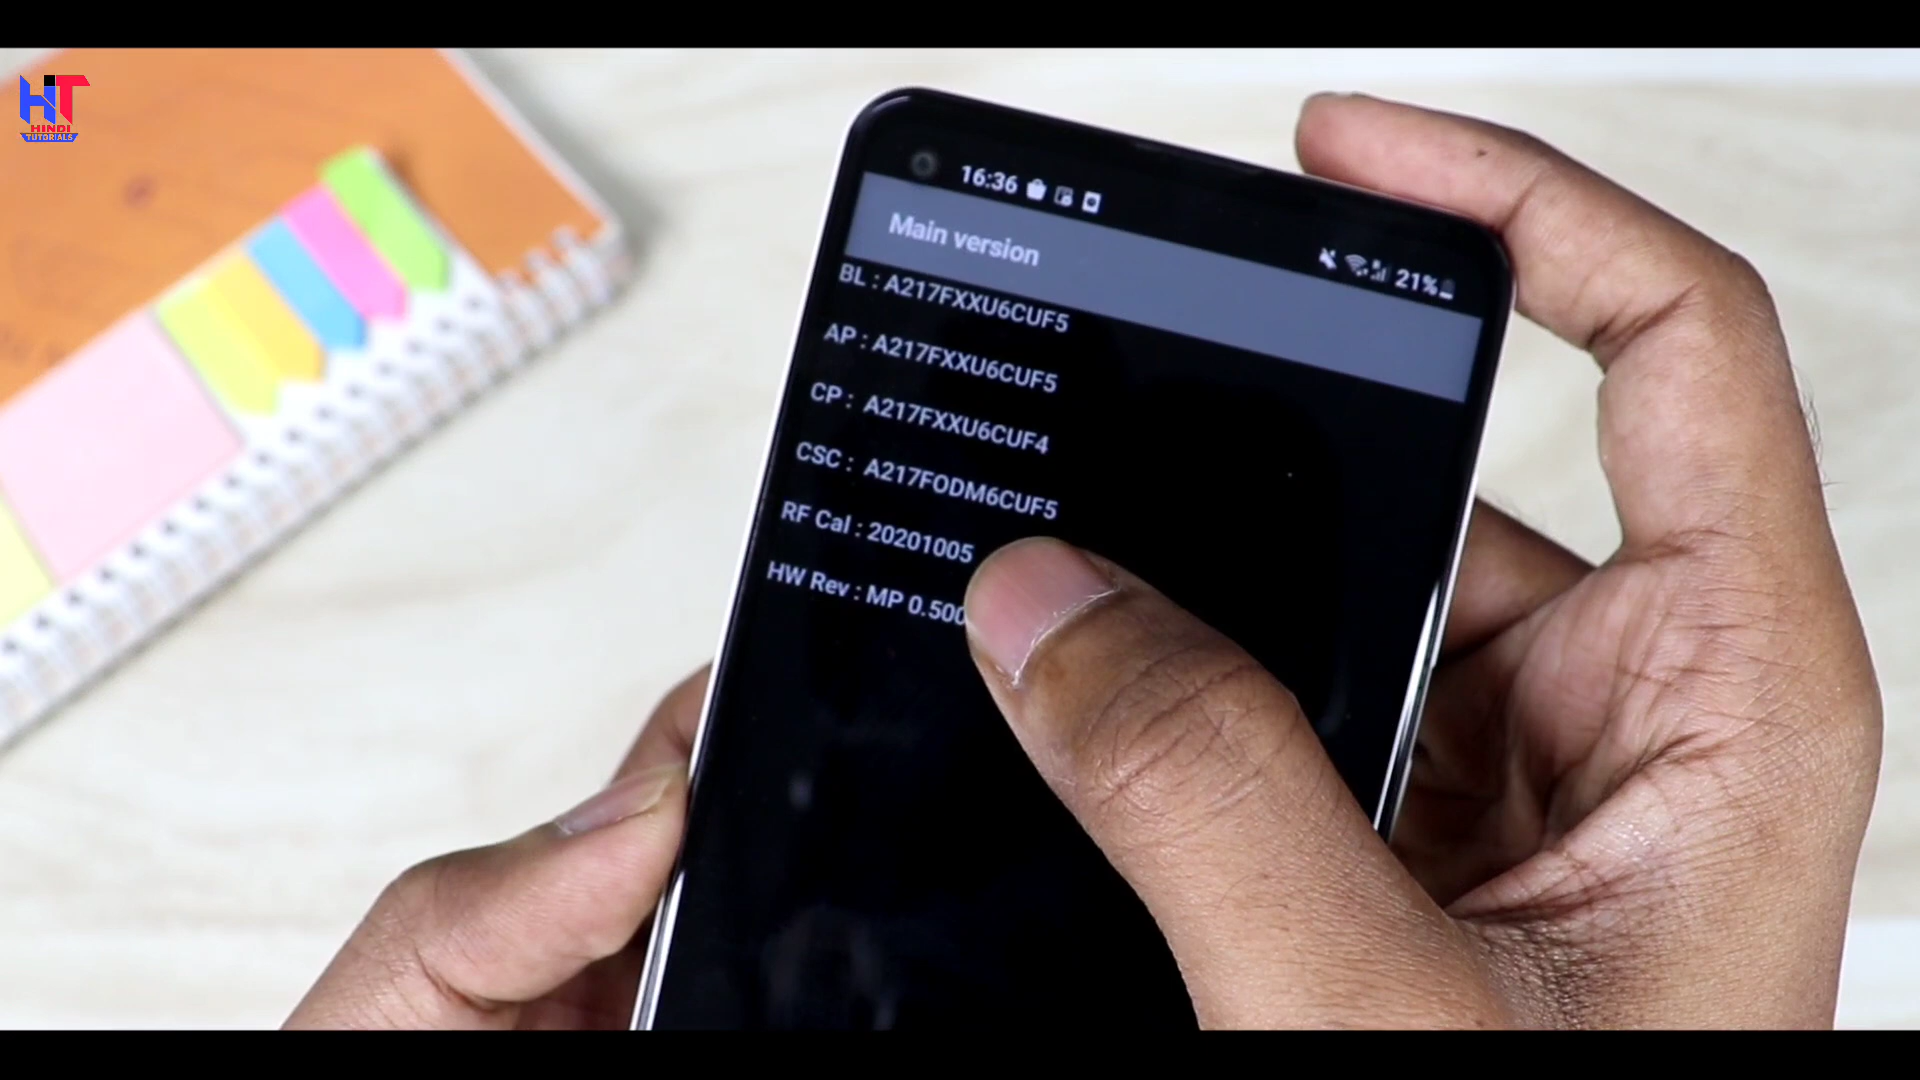 HT
HINDI
TUTORIALS
16:36
21%
Main version
BL : A217FXXU6CUF5
AP : A217FXXU6CUF5
CP : A217FXXU6CUF4
CSC : A217FODM6CUF5
RF Cal : 20201005
HW Rev : MP 0.500